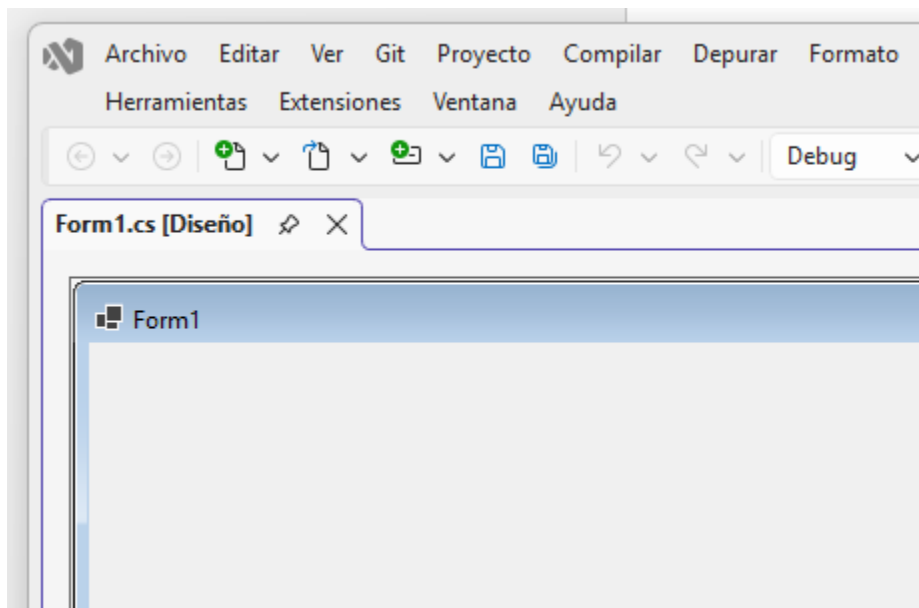 Archivo Editar Ver Git Proyecto Compilar Depurar Formato
Herramientas Extensiones Ventana Ayuda
Debug
Form1.cs [Diseño]
Form1